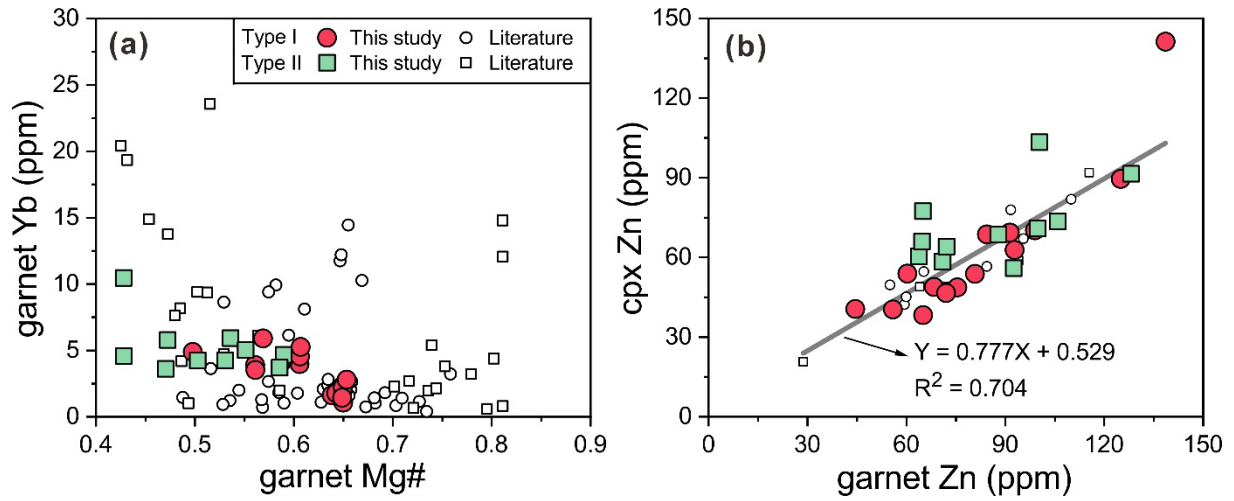 (a)
Type I This study Literature
Type II This study Literature
30
25
20
15
10
5
0
garnet Yb (ppm)
0.4 0.5 0.6 0.7 0.8 0.9
garnet Mg#
(b)
150
120
90
60
30
0
cpx Zn (ppm)
Y = 0.777X + 0.529
R² = 0.704
0 30 60 90 120 150
garnet Zn (ppm)